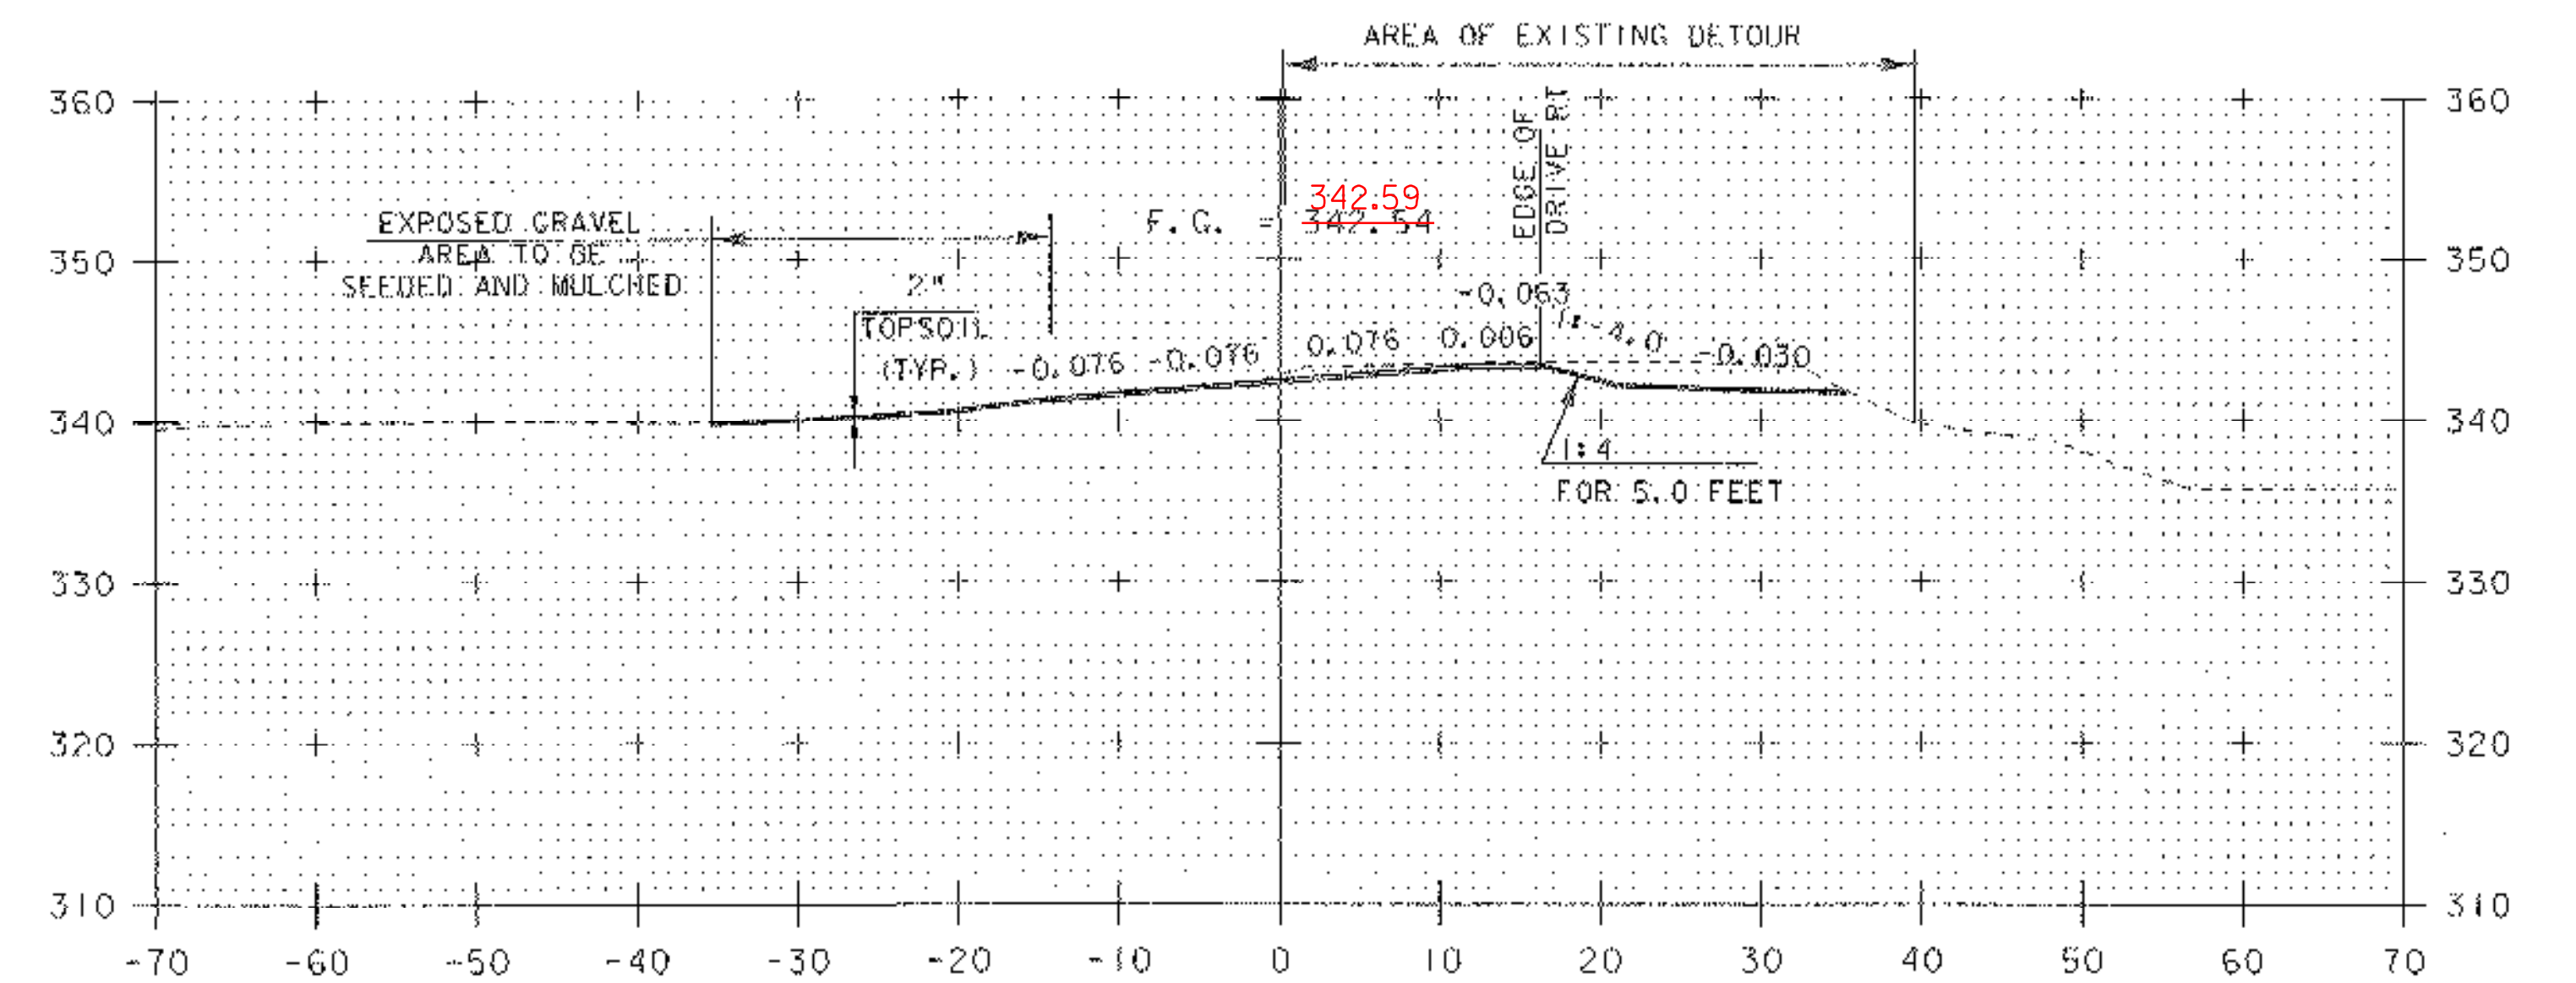 AREA OF EXISTING DETOUR
360
360
EDGE OF
DRIVE RT
342.59
F.G. = 342.54
EXPOSED GRAVEL
AREA TO BE
SEEDED AND MULCHED
350
350
2"
TOPSOIL
(TYP.)
-0.076
-0.076
0.076
0.006
-0.063
1:-4.0
-0.030
340
340
1:4
FOR 5.0 FEET
330
330
320
320
310
310
-70 -60 -50 -40 -30 -20 -10 0 10 20 30 40 50 60 70